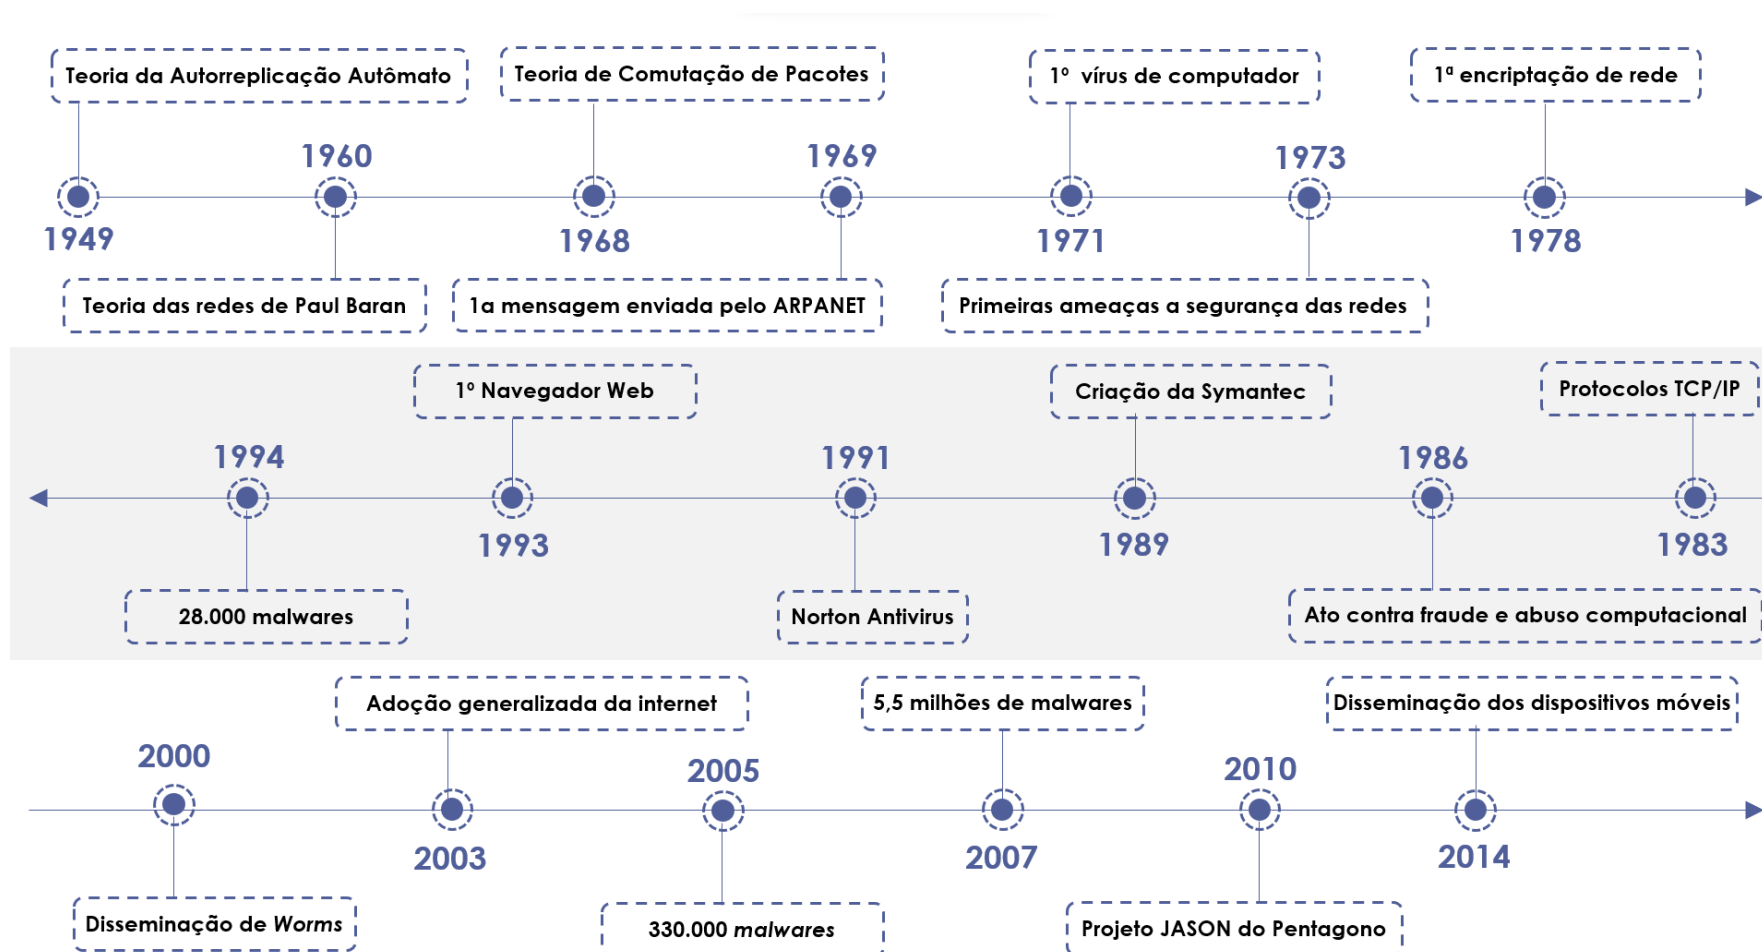 Teoria da Autorreplicação Autômato
Teoria de Comutação de Pacotes
1º vírus de computador
1ª encriptação de rede
1960
1969
1973
1949
1968
1971
1978
Teoria das redes de Paul Baran
1a mensagem enviada pelo ARPANET
Primeiras ameaças a segurança das redes
1º Navegador Web
Criação da Symantec
Protocolos TCP/IP
1994
1991
1986
1993
1989
1983
28.000 malwares
Norton Antivirus
Ato contra fraude e abuso computacional
Adoção generalizada da internet
5,5 milhões de malwares
Disseminação dos dispositivos móveis
2000
2005
2010
2003
2007
2014
Disseminação de Worms
330.000 malwares
Projeto JASON do Pentagono